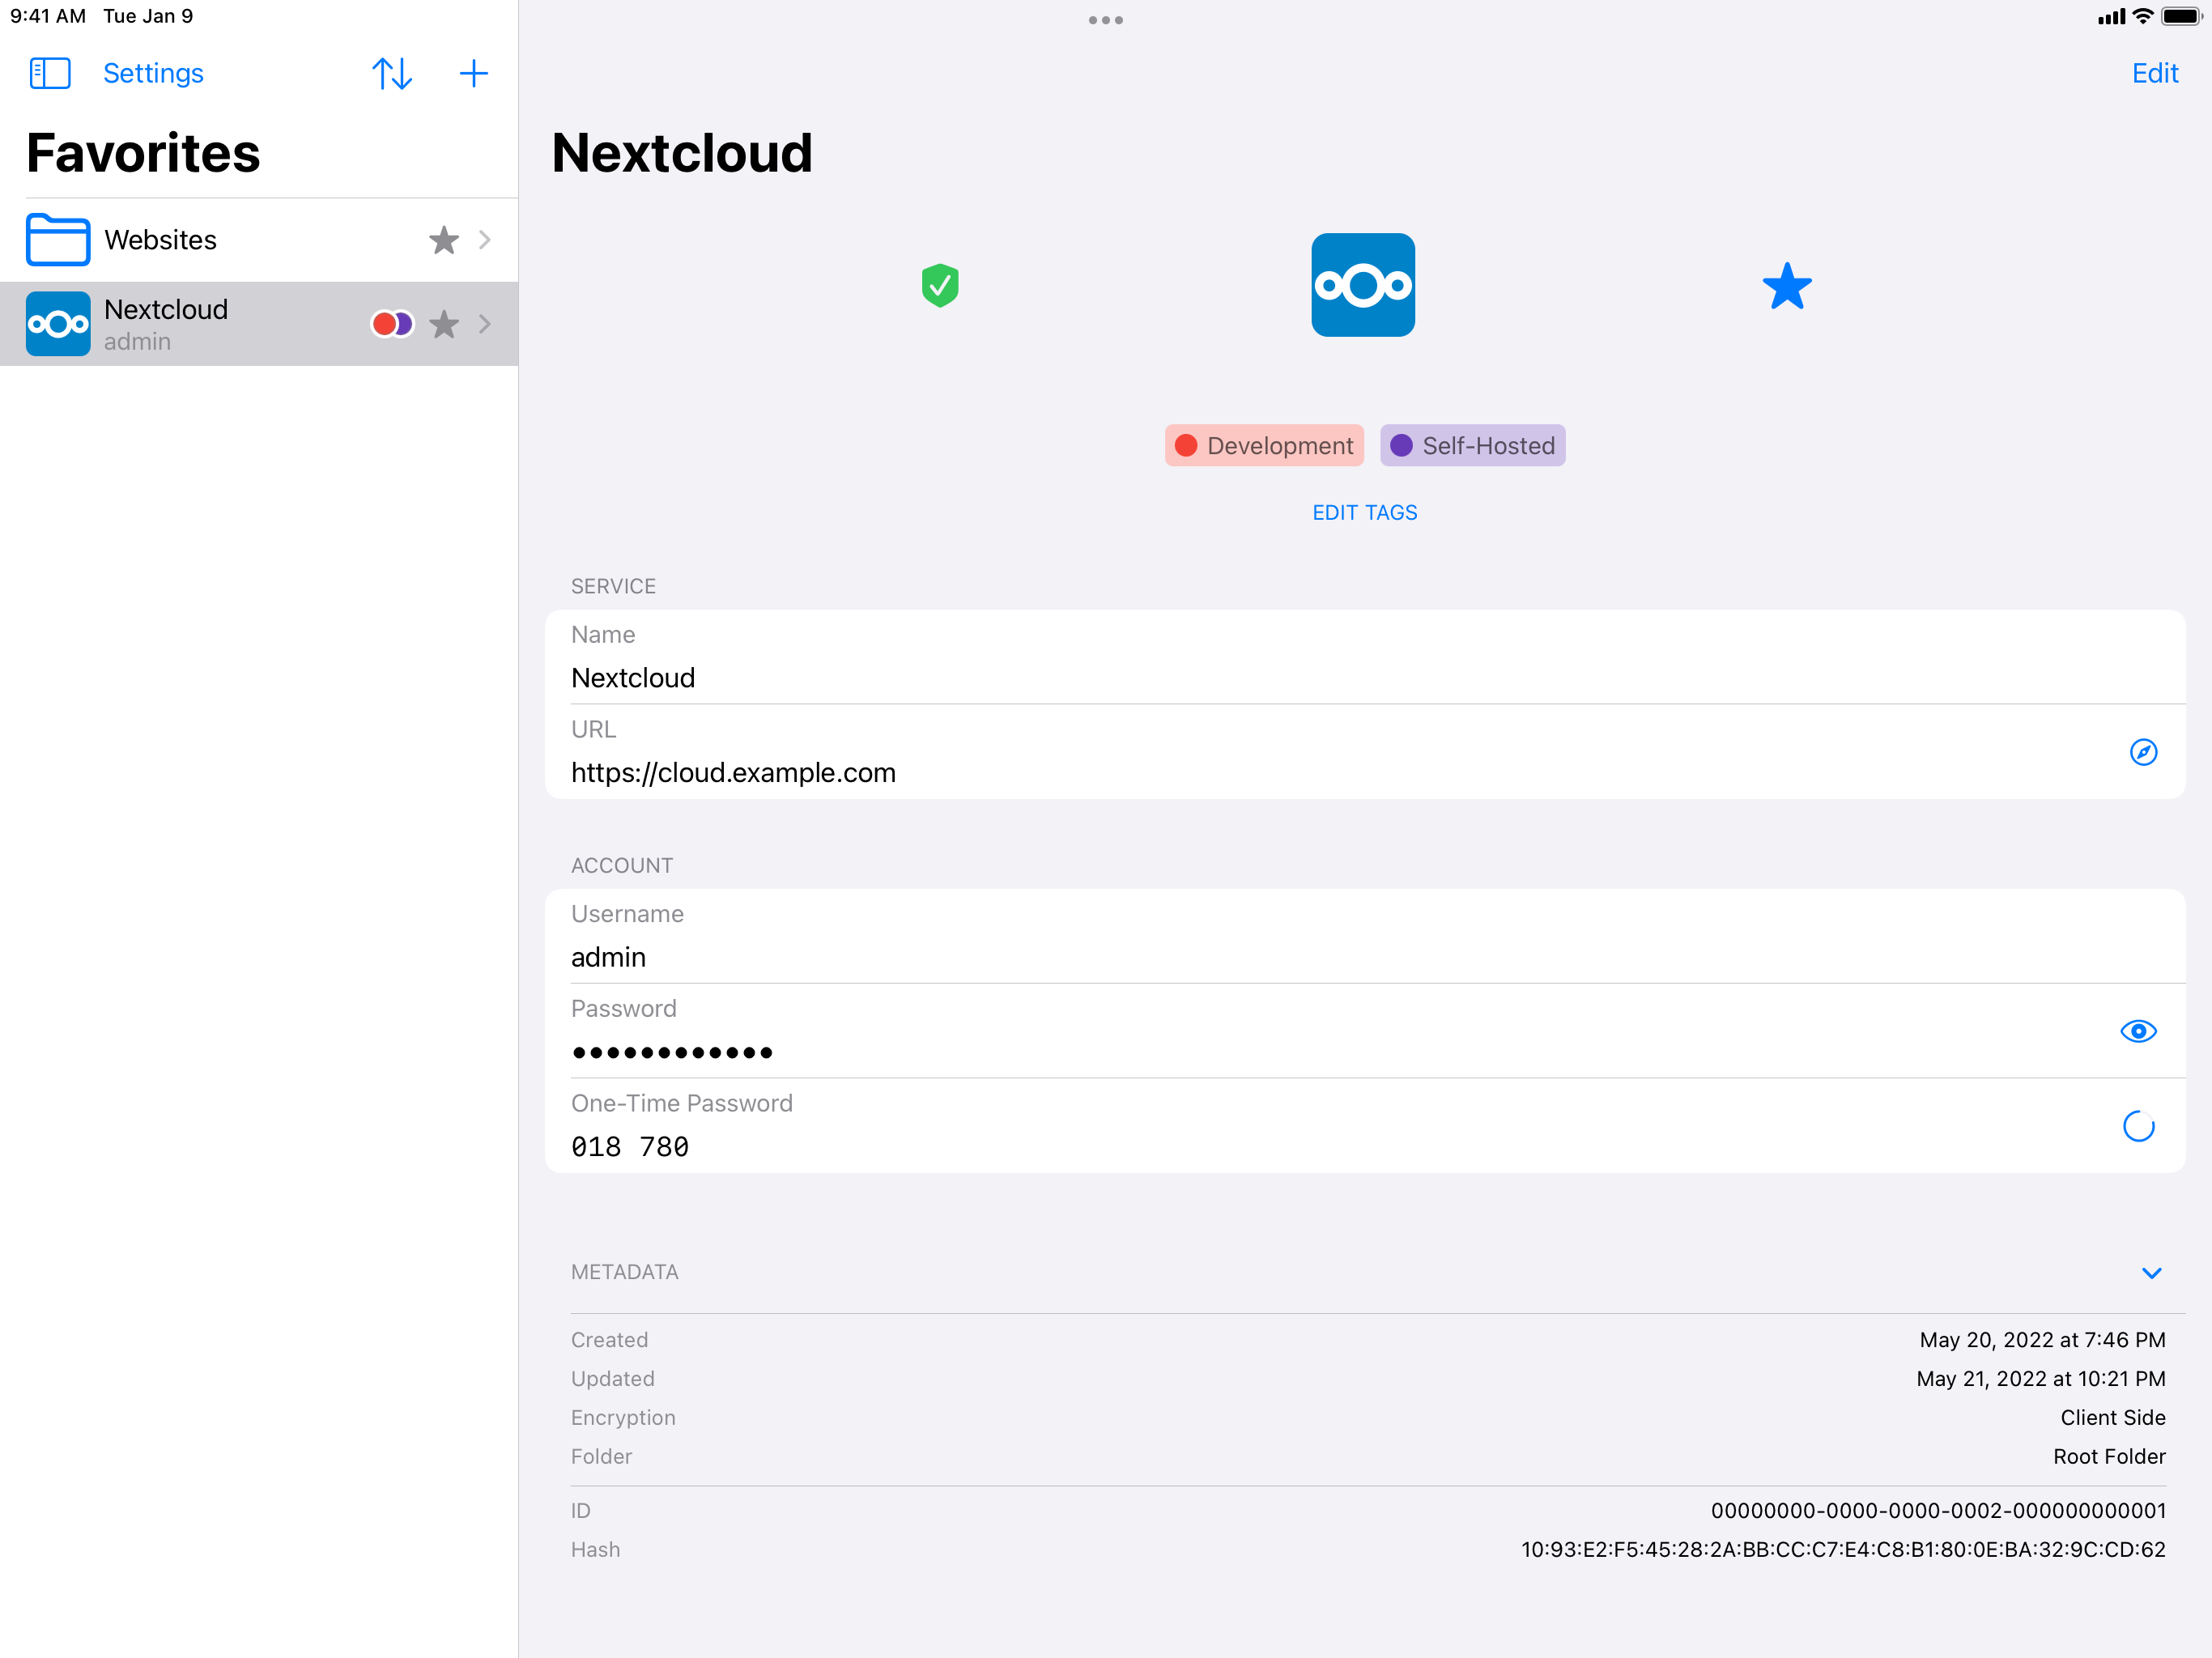 9:41 AM Tue Jan 9
Settings
Edit
Favorites
Websites
Nextcloud
admin
Nextcloud
Development
Self-Hosted
EDIT TAGS
SERVICE
Name
Nextcloud
URL
https://cloud.example.com
ACCOUNT
Username
admin
Password
••••••••••••
One-Time Password
018 780
METADATA
Created May 20, 2022 at 7:46 PM
Updated May 21, 2022 at 10:21 PM
Encryption Client Side
Folder Root Folder
ID 00000000-0000-0000-0002-000000000001
Hash 10:93:E2:F5:45:28:2A:BB:CC:C7:E4:C8:B1:80:0E:BA:32:9C:CD:62